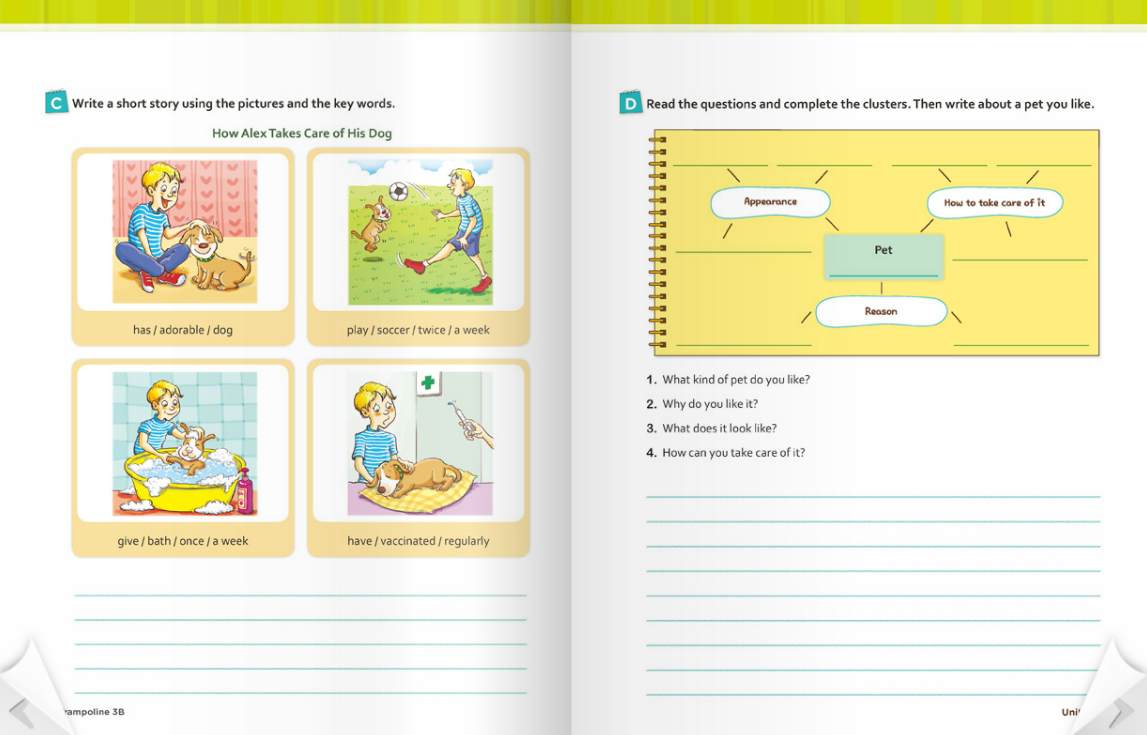 C Write a short story using the pictures and the key words.
How Alex Takes Care of His Dog
has / adorable / dog
play / soccer / twice / a week
give / bath / once / a week
have / vaccinated / regularly
rampoline 3B
D Read the questions and complete the clusters. Then write about a pet you like.
Appearance
How to take care of it
Pet
Reason
1. What kind of pet do you like?
2. Why do you like it?
3. What does it look like?
4. How can you take care of it?
Uni